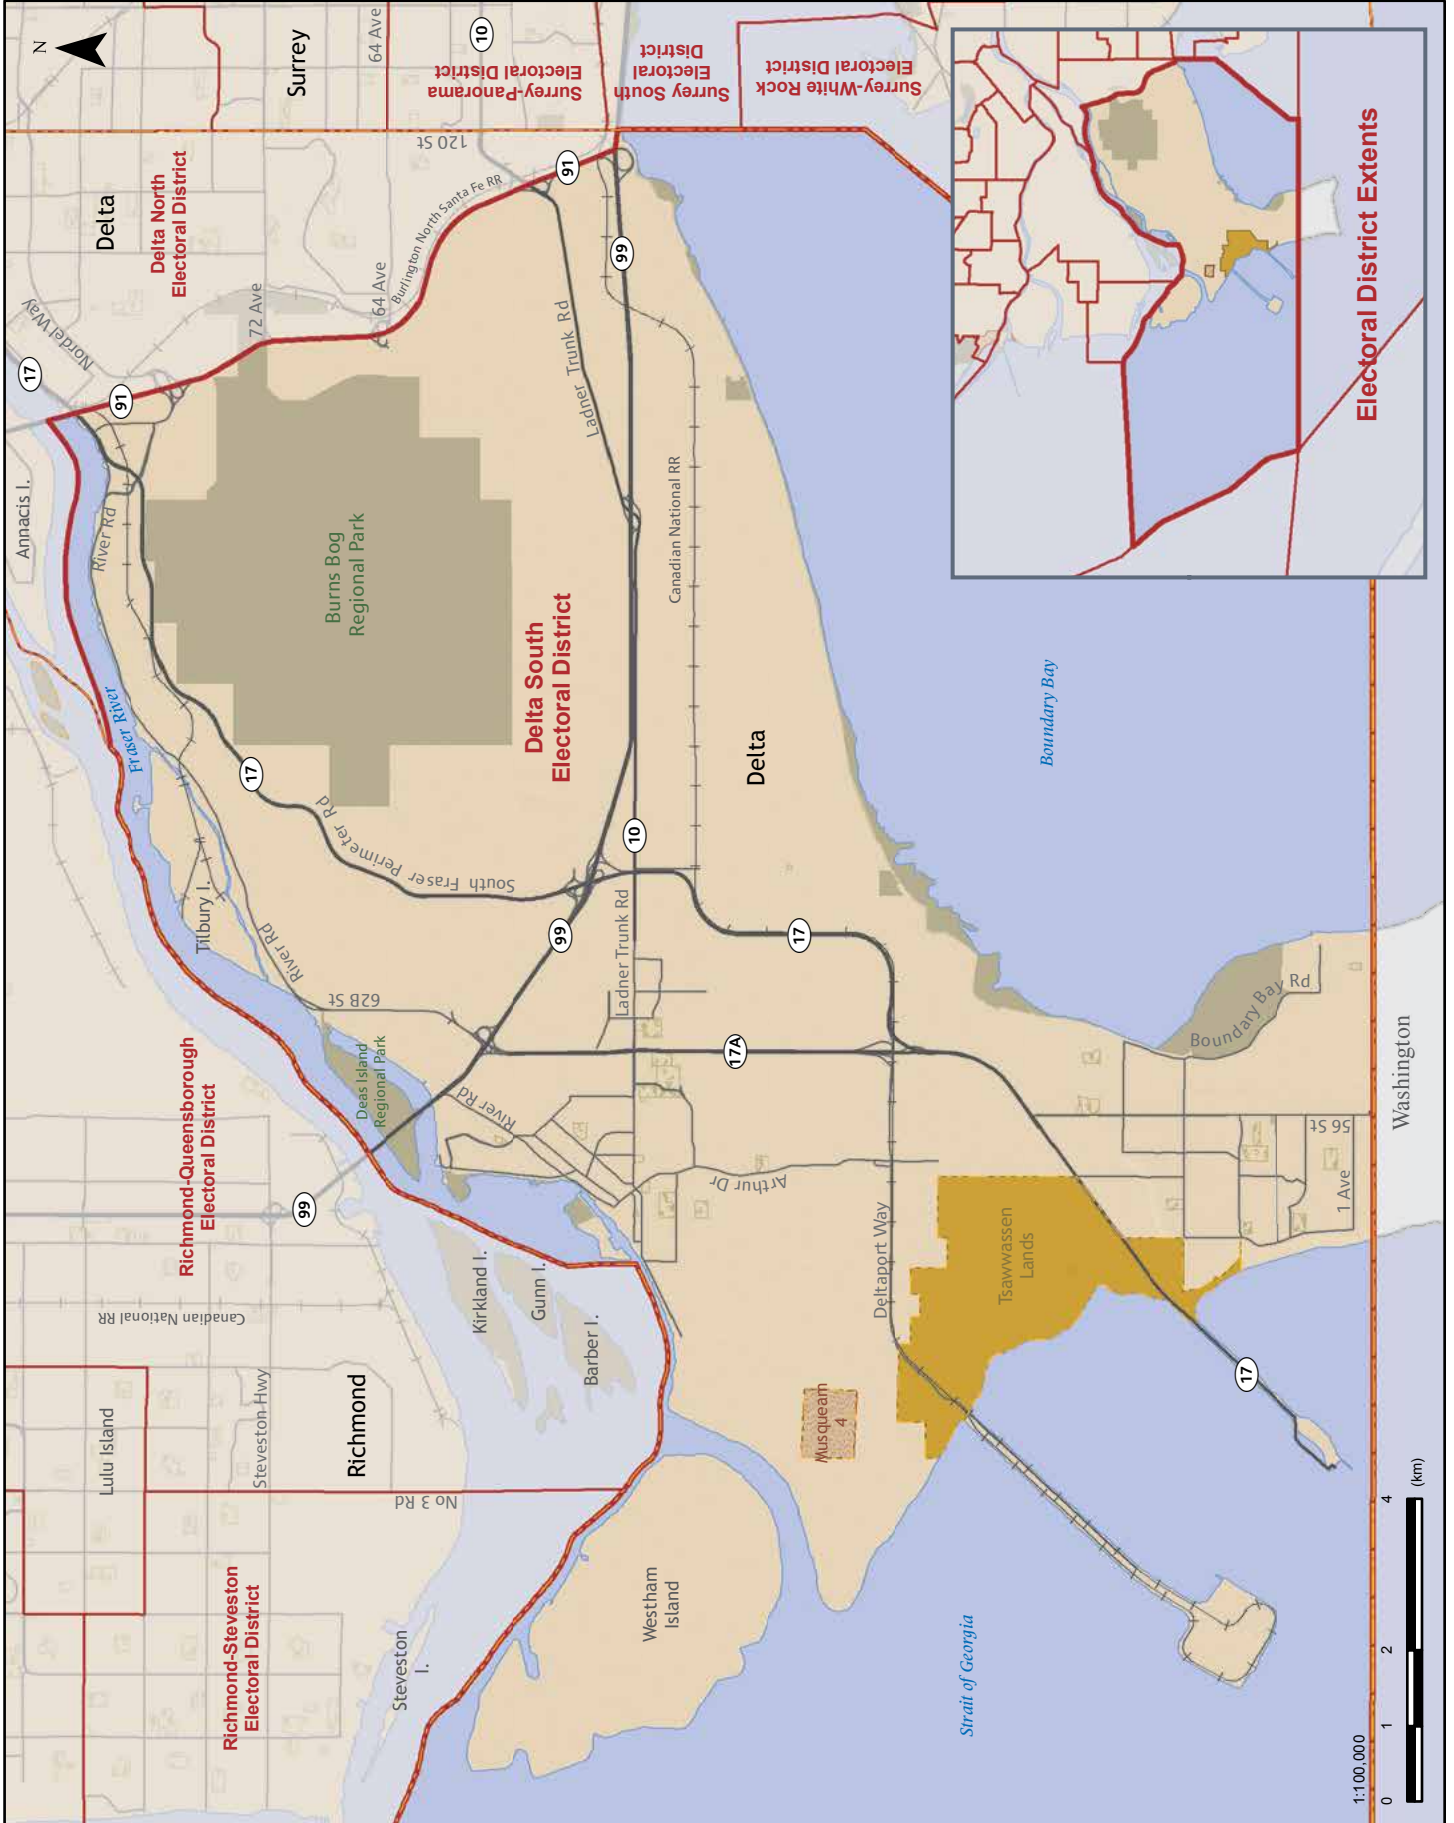 N
Richmond-Steveston
Electoral District
Lulu Island
Steveston Hwy
Richmond
No 3 Rd
Steveston
I.
Canadian National RR
Richmond-Queensborough
Electoral District
99
Kirkland I.
Gunn I.
Barber I.
Deas Island
Regional Park
River Rd
62B St
River Rd
Tilbury I.
Fraser River
Annacis I.
River Rd
17
91
Nordel Way
Delta North
Electoral District
Delta
72 Ave
64 Ave
Burlington North Santa Fe RR
Surrey
64 Ave
120 St
10
Surrey-Panorama
Electoral District
Surrey South
Electoral
District
Surrey-White Rock
Electoral District
91
99
Ladner Trunk Rd
Canadian National RR
Burns Bog
Regional Park
Delta South
Electoral District
17
South Fraser Perimeter Rd
99
10
Ladner Trunk Rd
Delta
17
17A
Arthur Dr
Deltaport Way
Tsawwassen
Lands
Musqueam
4
Westham
Island
Strait of Georgia
Boundary Bay
17
Boundary Bay Rd
56 St
1 Ave
Washington
Electoral District Extents
1:100,000
0
1
2
4
(km)